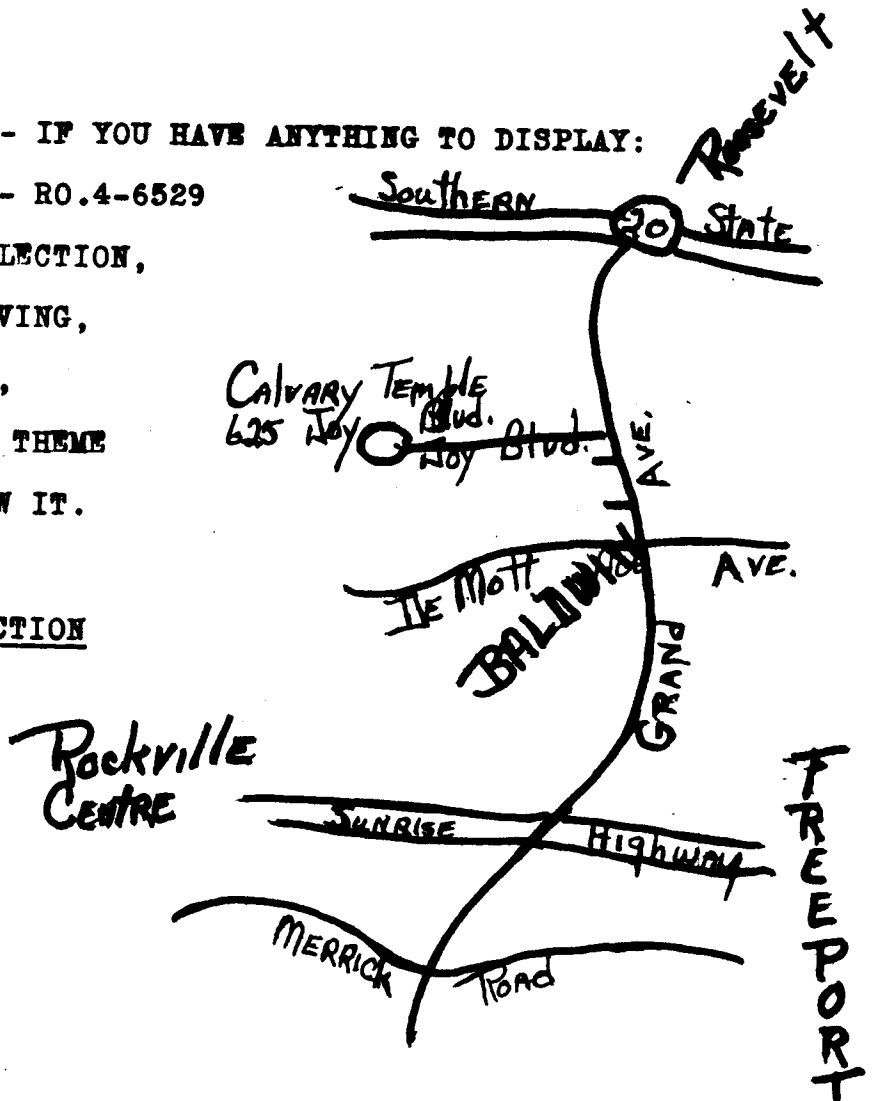 - IF YOU HAVE ANYTHING TO DISPLAY:
- RO.4-6529
LECTION,
VING,
,
THEME
W IT.
CTION
Roosevelt
Southern
20
State
Calvary Temple
625 Joy Blvd.
Joy Blvd.
AVE.
De Mott
AVE.
BALDWIN
GRAND
Rockville
CENTRE
SUNRISE
HighwAy
MERRICK
ROAD
FREEPORT